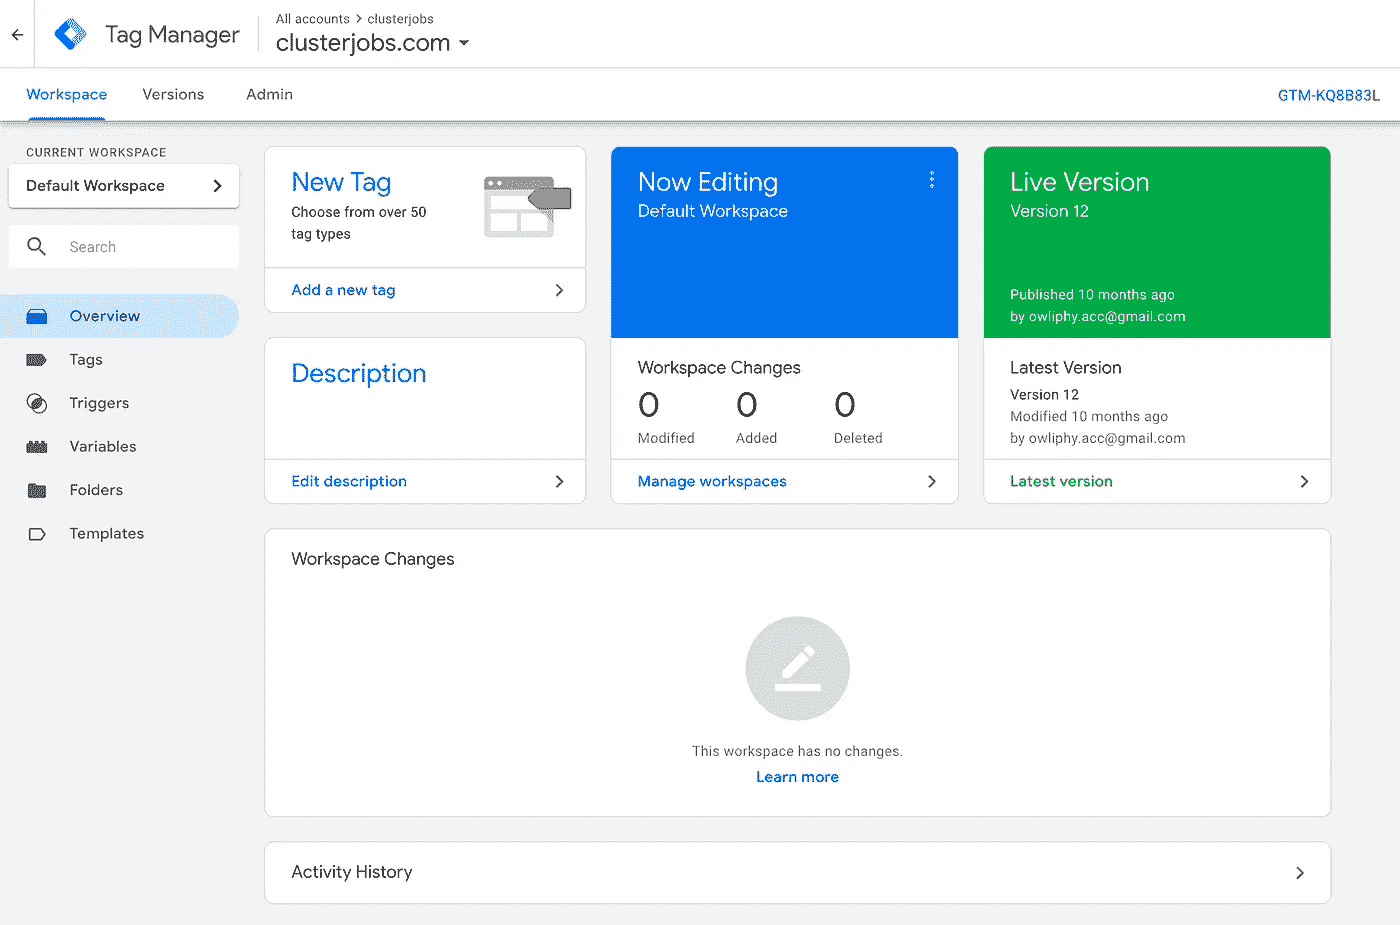 Tag Manager
All accounts > clusterjobs
clusterjobs.com
Workspace
Versions
Admin
GTM-KQ8B83L
CURRENT WORKSPACE
Default Workspace
Search
Overview
Tags
Triggers
Variables
Folders
Templates
New Tag
Choose from over 50
tag types
Add a new tag
Description
Edit description
Now Editing
Default Workspace
Workspace Changes
0 0 0
Modified Added Deleted
Manage workspaces
Live Version
Version 12
Published 10 months ago
by owliphy.acc@gmail.com
Latest Version
Version 12
Modified 10 months ago
by owliphy.acc@gmail.com
Latest version
Workspace Changes
This workspace has no changes.
Learn more
Activity History